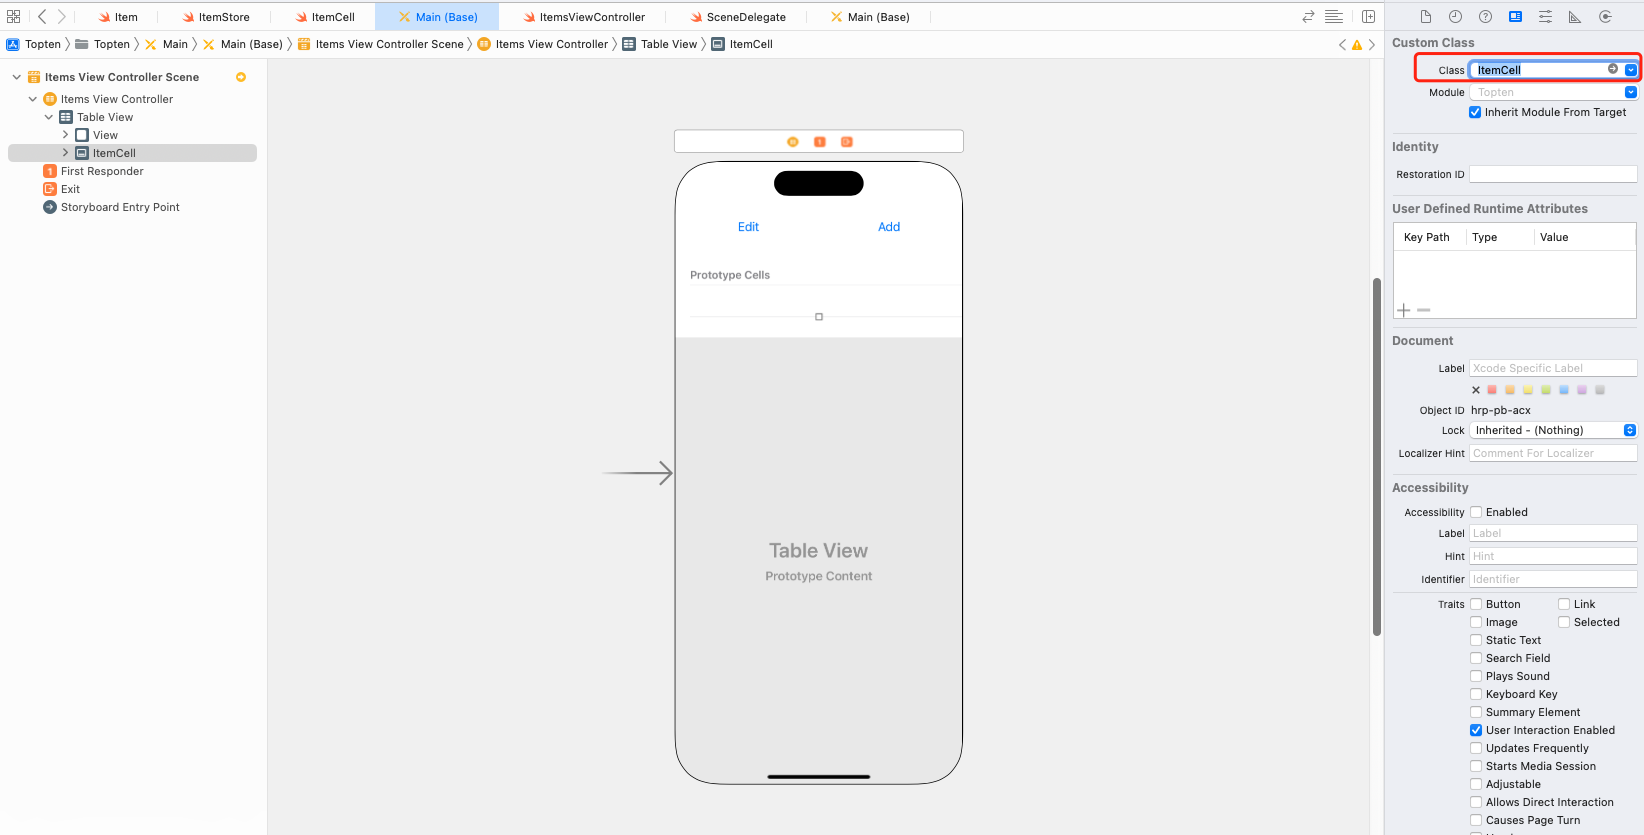 Item
ItemStore
ItemCell
Main (Base)
ItemsViewController
SceneDelegate
Main (Base)
Topten
Topten
Main
Main (Base)
Items View Controller Scene
Items View Controller
Table View
ItemCell
Items View Controller Scene
Items View Controller
Table View
View
ItemCell
1 First Responder
Exit
Storyboard Entry Point
Edit
Add
Prototype Cells
Table View
Prototype Content
Custom Class
Class ItemCell
Module Topten
Inherit Module From Target
Identity
Restoration ID
User Defined Runtime Attributes
Key Path Type Value
Document
Label Xcode Specific Label
Object ID hrp-pb-acx
Lock Inherited - (Nothing)
Localizer Hint Comment For Localizer
Accessibility
Accessibility Enabled
Label Label
Hint Hint
Identifier Identifier
Traits Button Link
Image Selected
Static Text
Search Field
Plays Sound
Keyboard Key
Summary Element
User Interaction Enabled
Updates Frequently
Starts Media Session
Adjustable
Allows Direct Interaction
Causes Page Turn